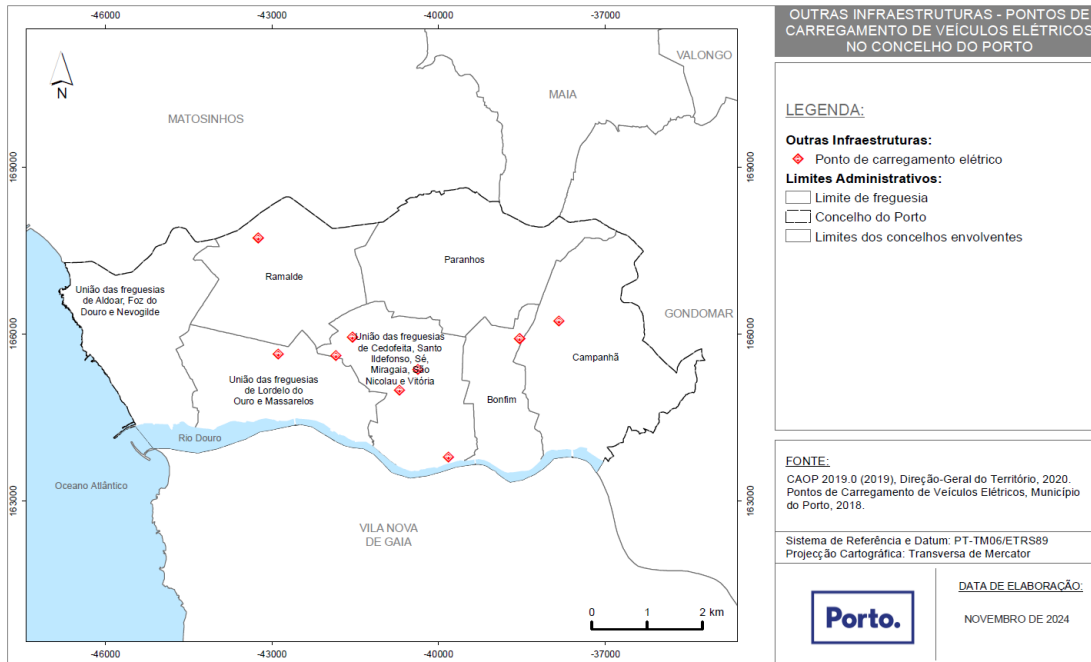 -46000
-43000
-40000
-37000
169000
166000
163000
169000
166000
163000
N
MATOSINHOS
MAIA
VALONGO
GONDOMAR
Paranhos
Ramalde
União das freguesias
de Aldoar, Foz do
Douro e Nevogilde
União das freguesias
de Cedofeita, Santo
Ildefonso, Sé,
Miragaia, São
Nicolau e Vitória
Campanhã
União das freguesias
de Lordelo do
Ouro e Massarelos
Bonfim
Rio Douro
Oceano Atlântico
VILA NOVA
DE GAIA
0 1 2 km
-46000
-43000
-40000
-37000
OUTRAS INFRAESTRUTURAS - PONTOS DE
CARREGAMENTO DE VEÍCULOS ELÉTRICOS
NO CONCELHO DO PORTO
LEGENDA:
Outras Infraestruturas:
Ponto de carregamento elétrico
Limites Administrativos:
Limite de freguesia
Concelho do Porto
Limites dos concelhos envolventes
FONTE:
CAOP 2019.0 (2019), Direção-Geral do Território, 2020.
Pontos de Carregamento de Veículos Elétricos, Município
do Porto, 2018.
Sistema de Referência e Datum: PT-TM06/ETRS89
Projecção Cartográfica: Transversa de Mercator
Porto.
DATA DE ELABORAÇÃO:
NOVEMBRO DE 2024